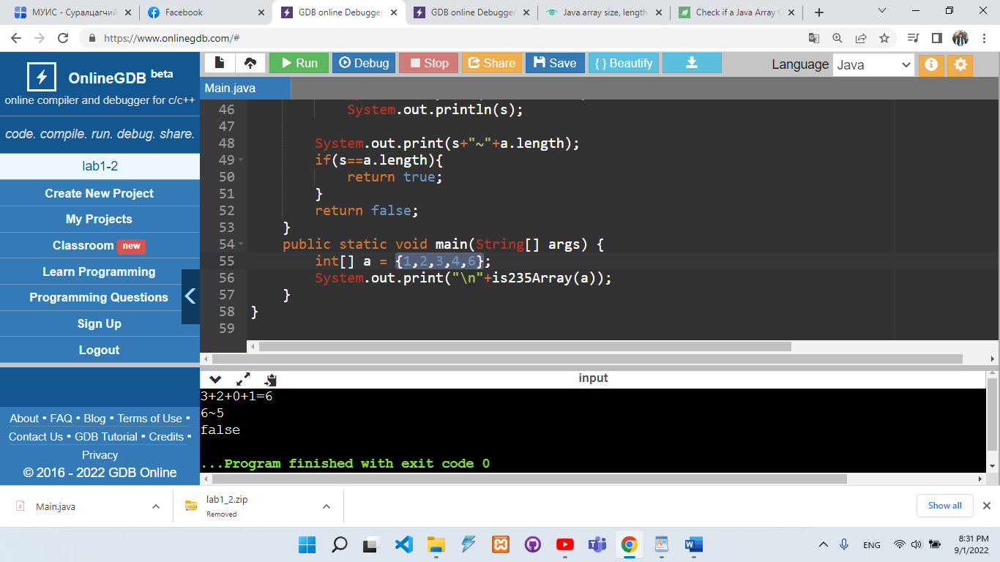 МУИС - Суралцагчий
Facebook
GDB online Debugger
GDB online Debugger
Java array size, length
Check if a Java Array C
https://www.onlinegdb.com/#
OnlineGDB beta
online compiler and debugger for c/c++
code. compile. run. debug. share.
lab1-2
Create New Project
My Projects
Classroom new
Learn Programming
Programming Questions
Sign Up
Logout
About • FAQ • Blog • Terms of Use •
Contact Us • GDB Tutorial • Credits •
Privacy
© 2016 - 2022 GDB Online
Run
Debug
Stop
Share
Save
{ } Beautify
Language Java
Main.java
46 System.out.println(s);
47
48 System.out.print(s+"~"+a.length);
49 if(s==a.length){
50 return true;
51 }
52 return false;
53 }
54 public static void main(String[] args) {
55 int[] a = {1,2,3,4,6};
56 System.out.print("\n"+is235Array(a));
57 }
58 }
59
input
3+2+0+1=6
6~5
false
...Program finished with exit code 0
Main.java
lab1_2.zip
Removed
Show all
ENG
8:31 PM
9/1/2022